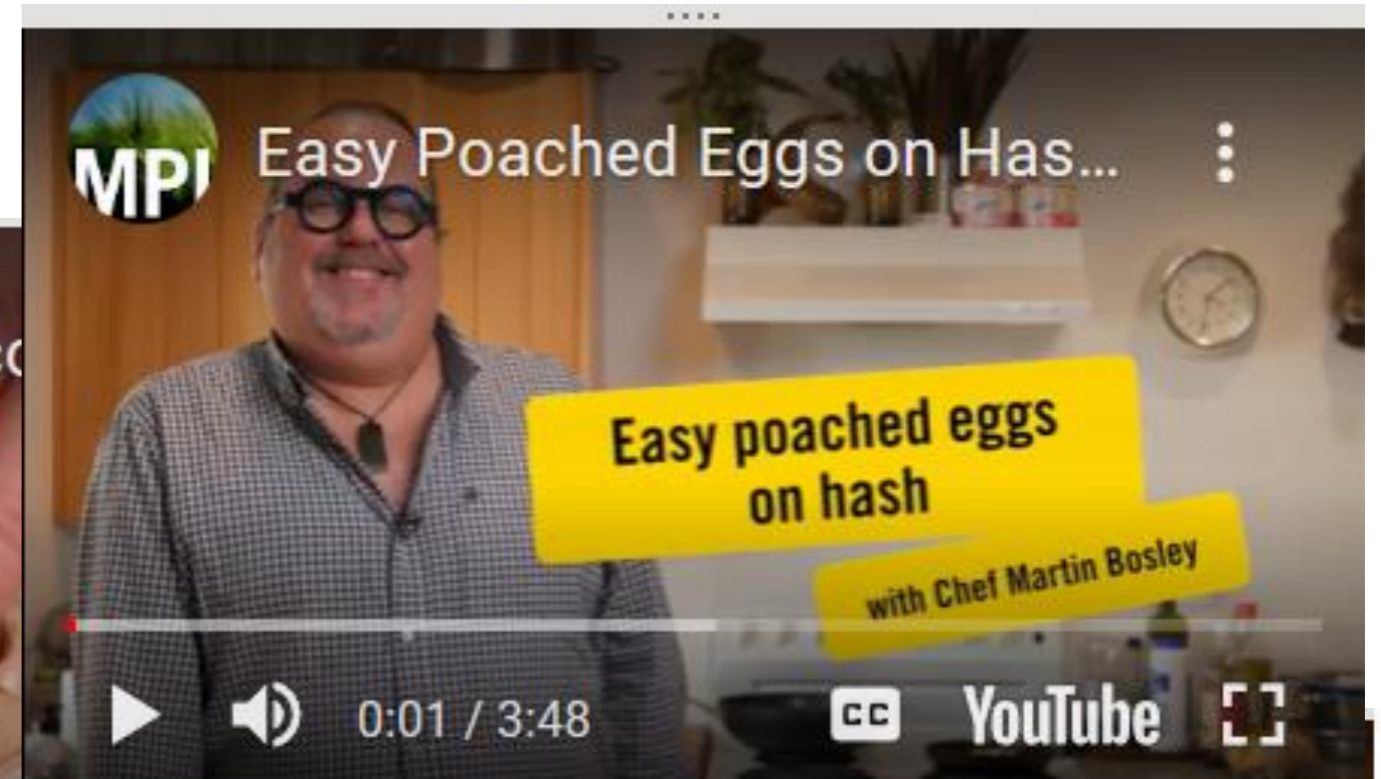 MPI
Easy Poached Eggs on Has...
Easy poached eggs
on hash
with Chef Martin Bosley
0:01 / 3:48
CC
YouTube